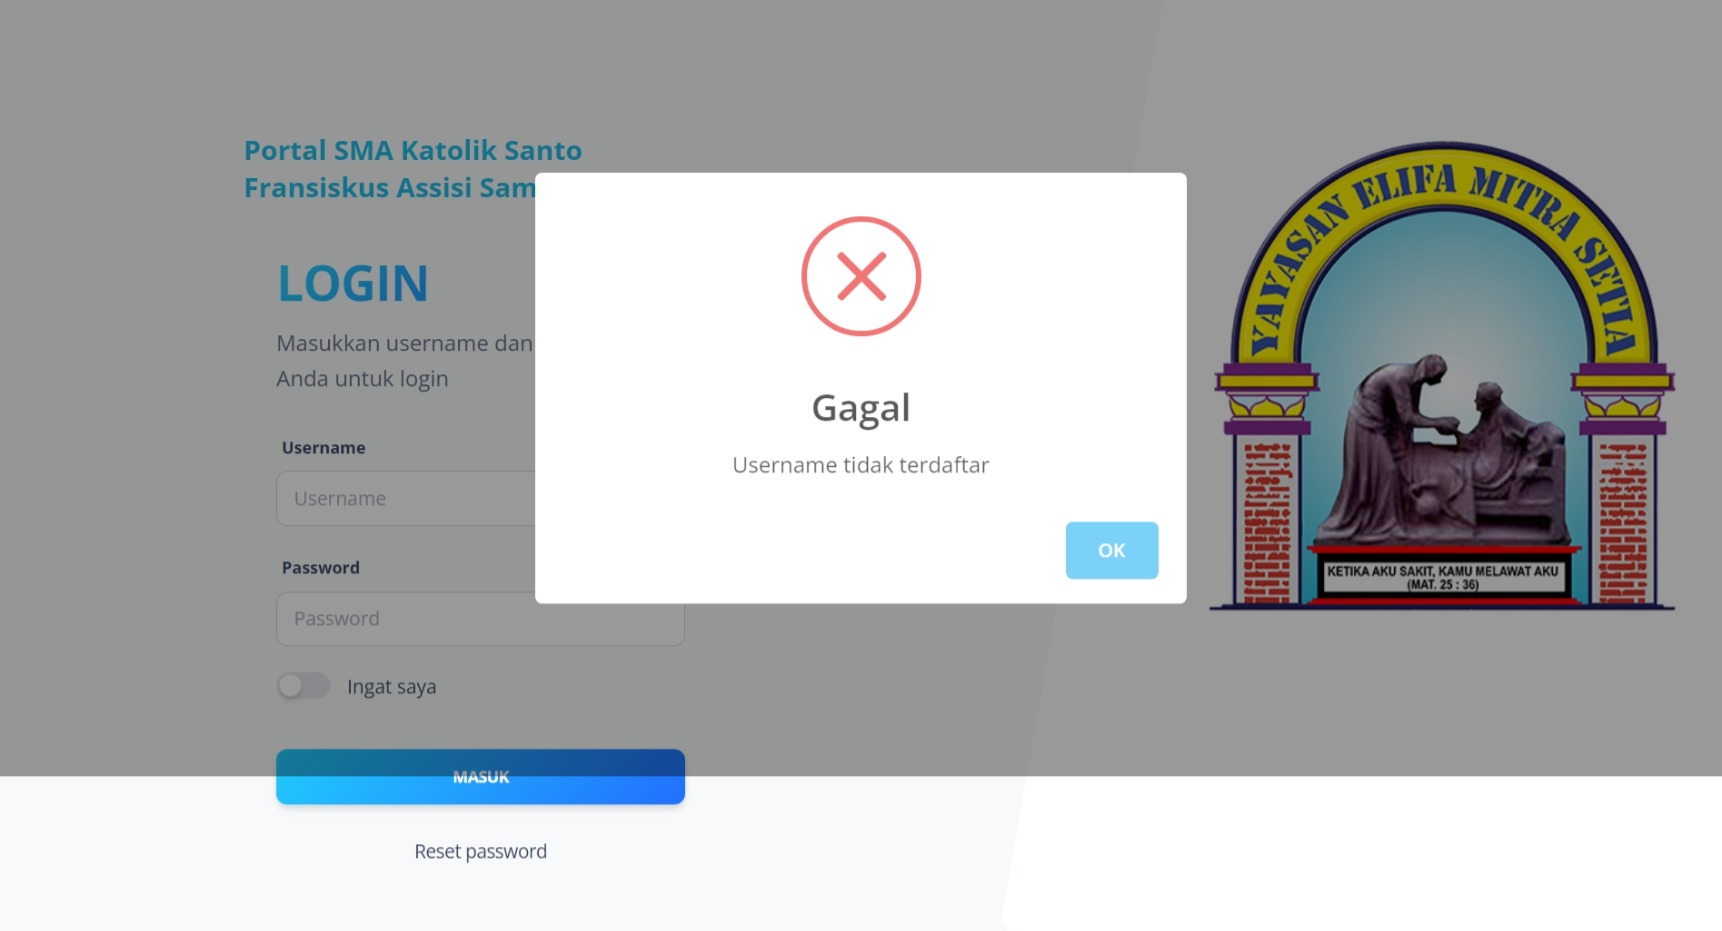 Portal SMA Katolik Santo
Fransiskus Assisi Sam
LOGIN
Masukkan username dan
Anda untuk login
Username
Username
Password
Password
Ingat saya
MASUK
Reset password
Gagal
Username tidak terdaftar
OK
YAYASAN ELIFA MITRA SETIA
KETIKA AKU SAKIT, KAMU MELAWAT AKU
(MAT. 25 : 36)